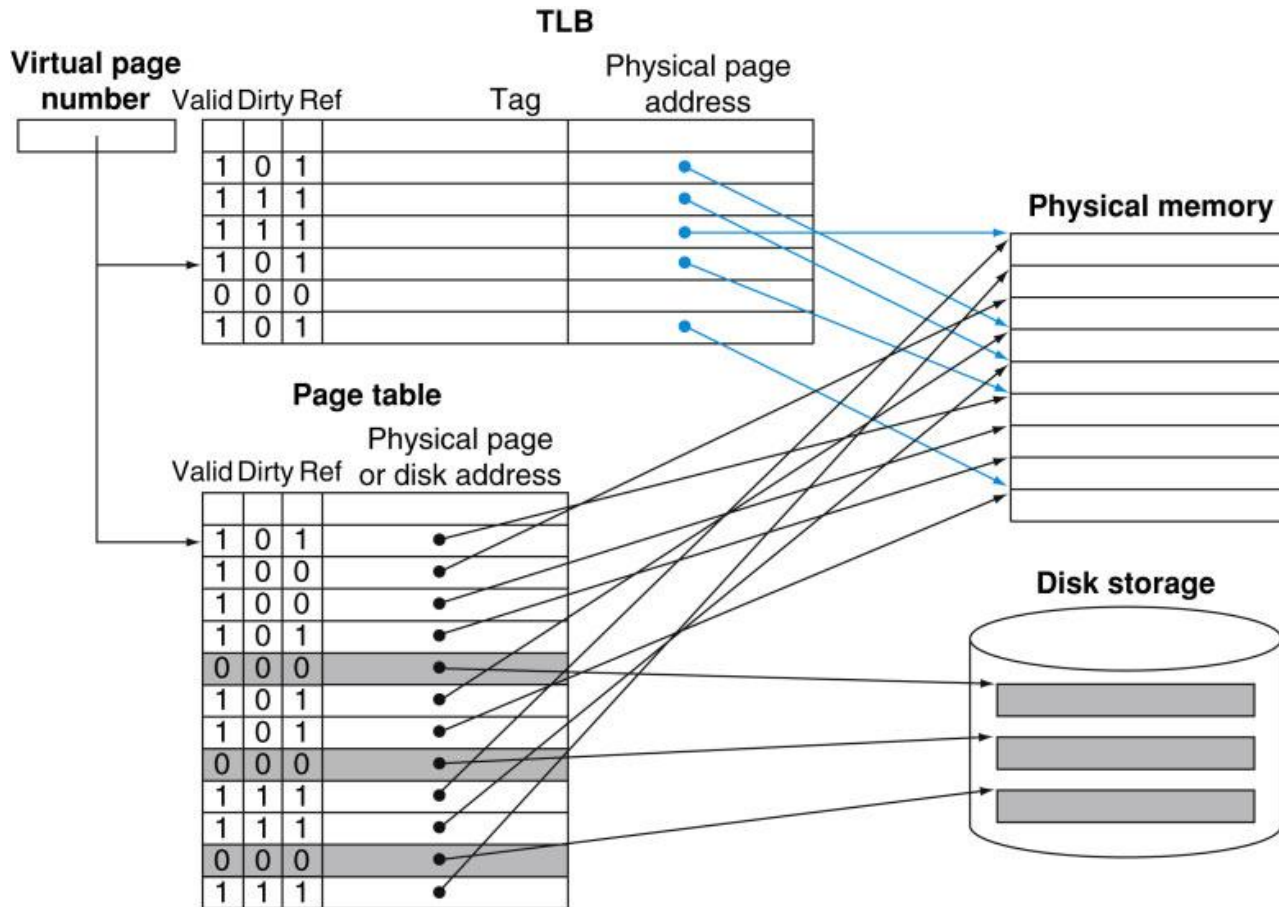 TLB
Virtual page
number
Valid Dirty Ref
Tag
Physical page
address
1 0 1
1 1 1
1 1 1
1 0 1
0 0 0
1 0 1
Physical memory
Page table
Valid Dirty Ref
Physical page
or disk address
1 0 1
1 0 0
1 0 0
1 0 1
0 0 0
1 0 1
1 0 1
0 0 0
1 1 1
1 1 1
0 0 0
1 1 1
Disk storage